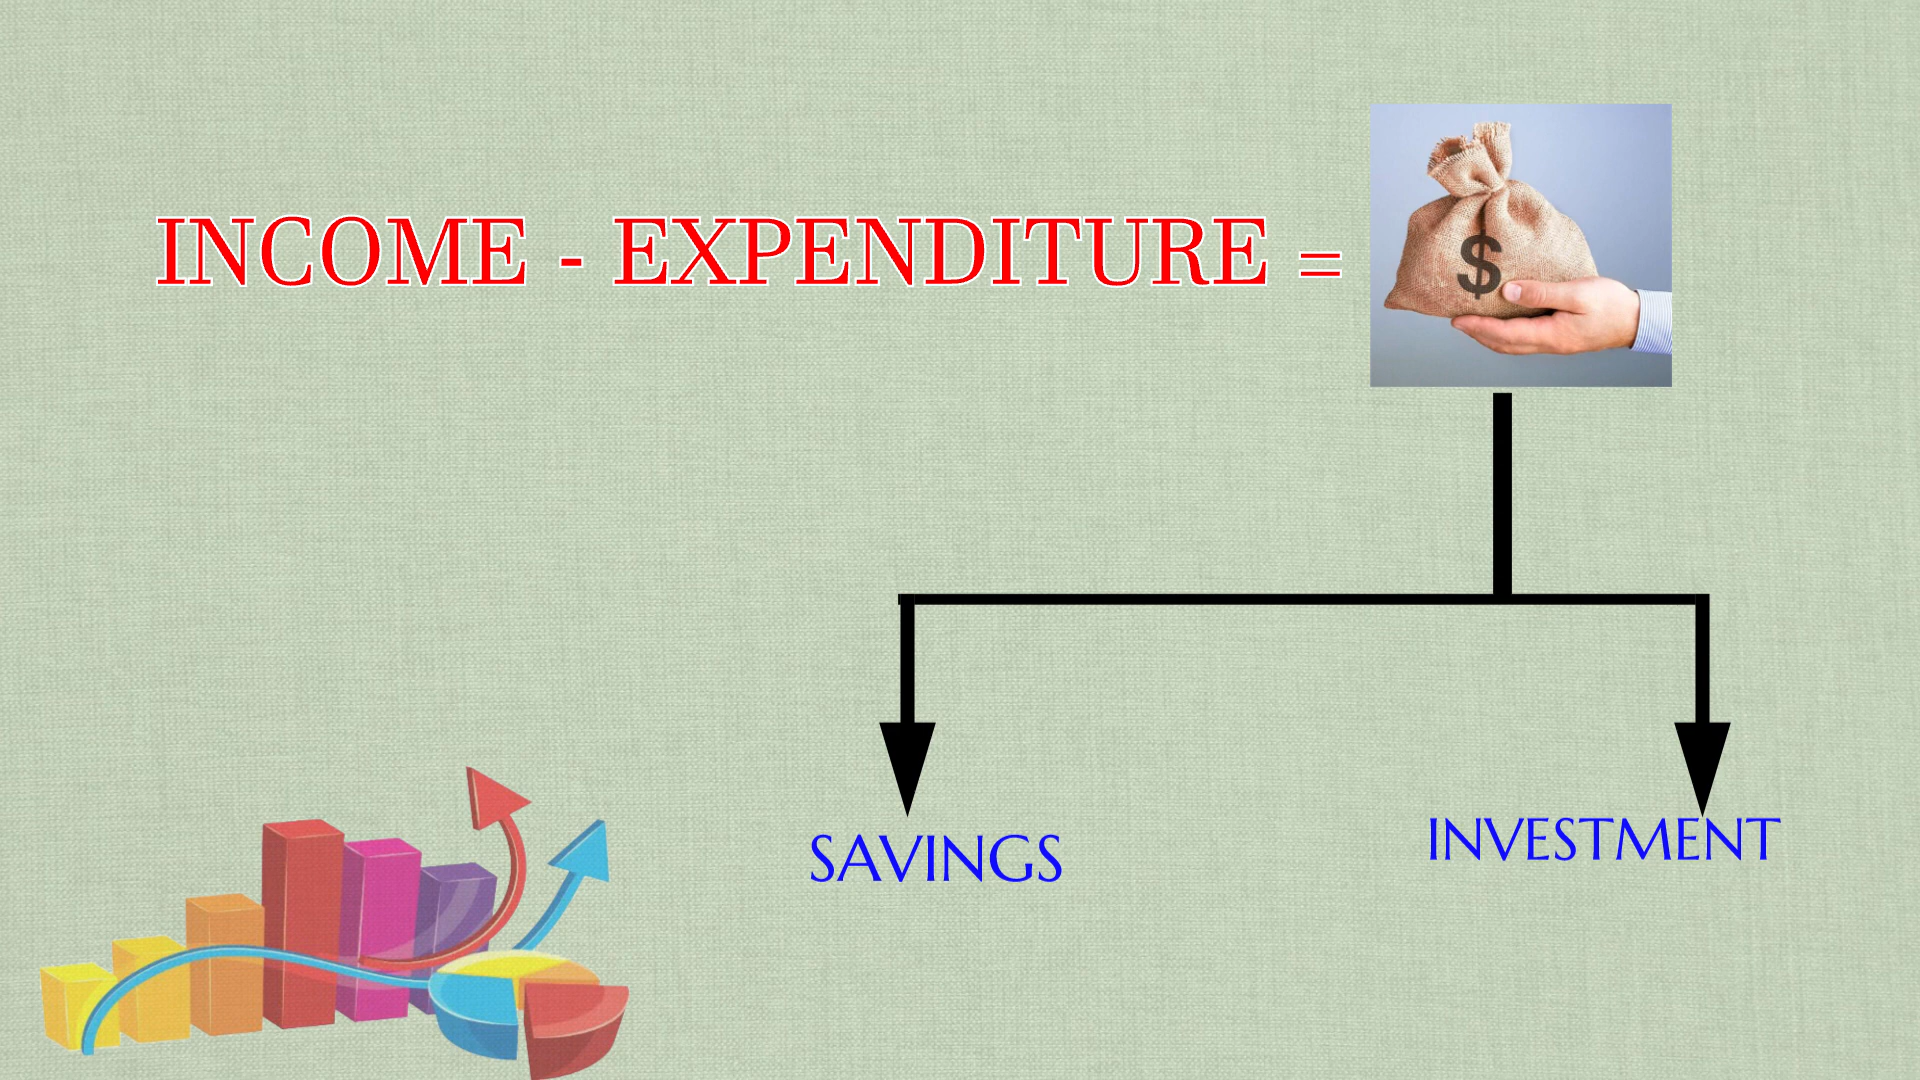 INCOME - EXPENDITURE =
$
SAVINGS
INVESTMENT